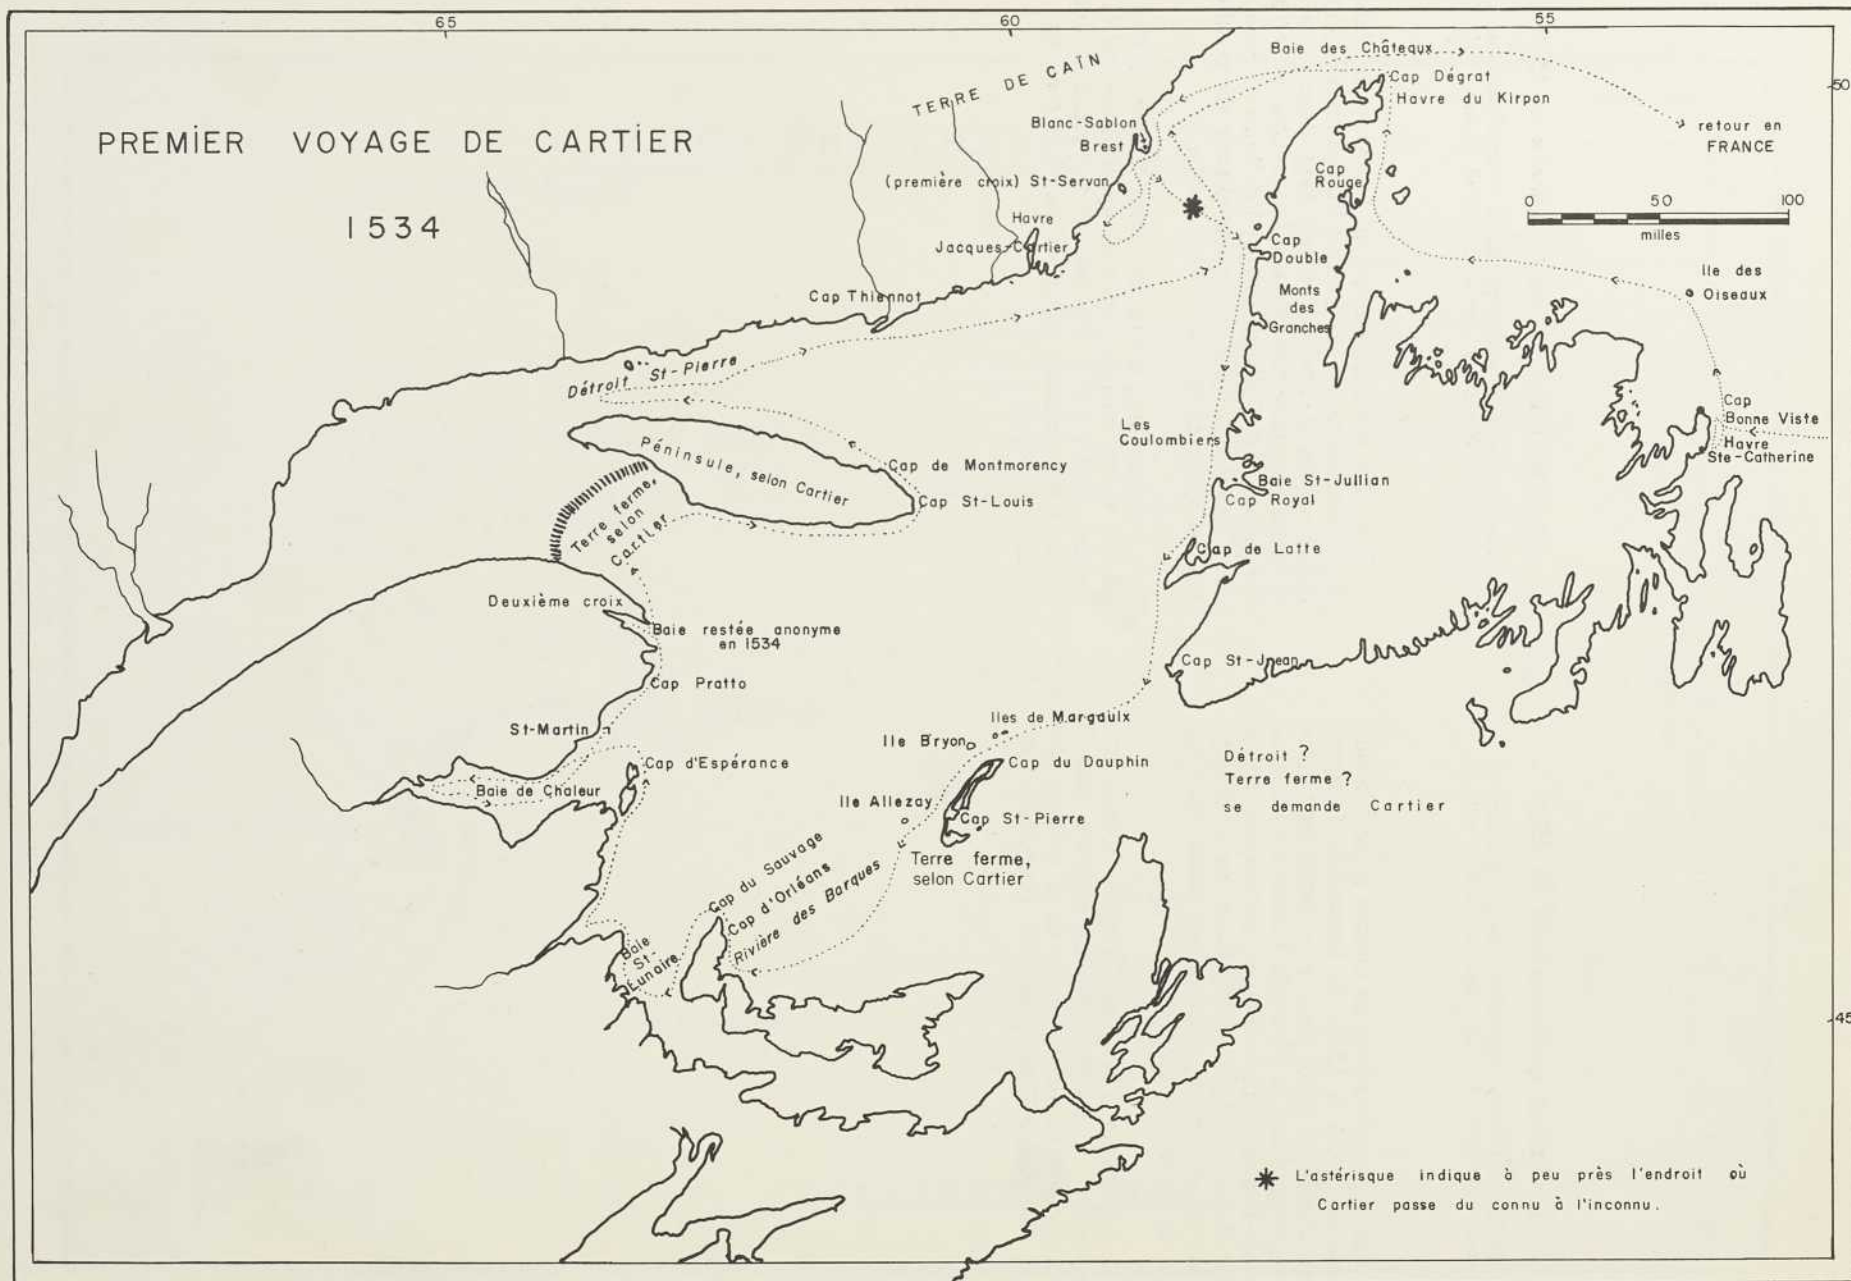 65
60
55
50
45
PREMIER VOYAGE DE CARTIER
1534
TERRE DE CAÏN
Baie des Châteaux
Cap Dégrat
Havre du Kirpon
retour en
FRANCE
Blanc-Sablon
Brest
(première croix) St-Servan
Cap
Rouge
0 50 100
milles
Havre
Jacques-Cartier
Cap
Double
Ile des
Oiseaux
Cap Thiennot
Monts
des
Granches
Détroit St-Pierre
Cap
Bonne Viste
Havre
Ste-Catherine
Les
Coulombiers
Péninsule, selon Cartier
Cap de Montmorency
Cap St-Louis
Baie St-Jullian
Cap Royal
Terre ferme,
selon
Cartier
Cap de Latte
Deuxième croix
Baie restée anonyme
en 1534
Cap St-Jnean
Cap Pratto
St-Martin
Iles de Margaulx
Ile Bryon
Cap d'Espérance
Cap du Dauphin
Détroit ?
Terre ferme ?
se demande Cartier
Baie de Chaleur
Ile Allezay
Cap St-Pierre
Terre ferme,
selon Cartier
Cap du Sauvage
Cap d'Orléans
Rivière des Barques
Baie
St-
Lunaire
L'astérisque indique à peu près l'endroit où
Cartier passe du connu à l'inconnu.